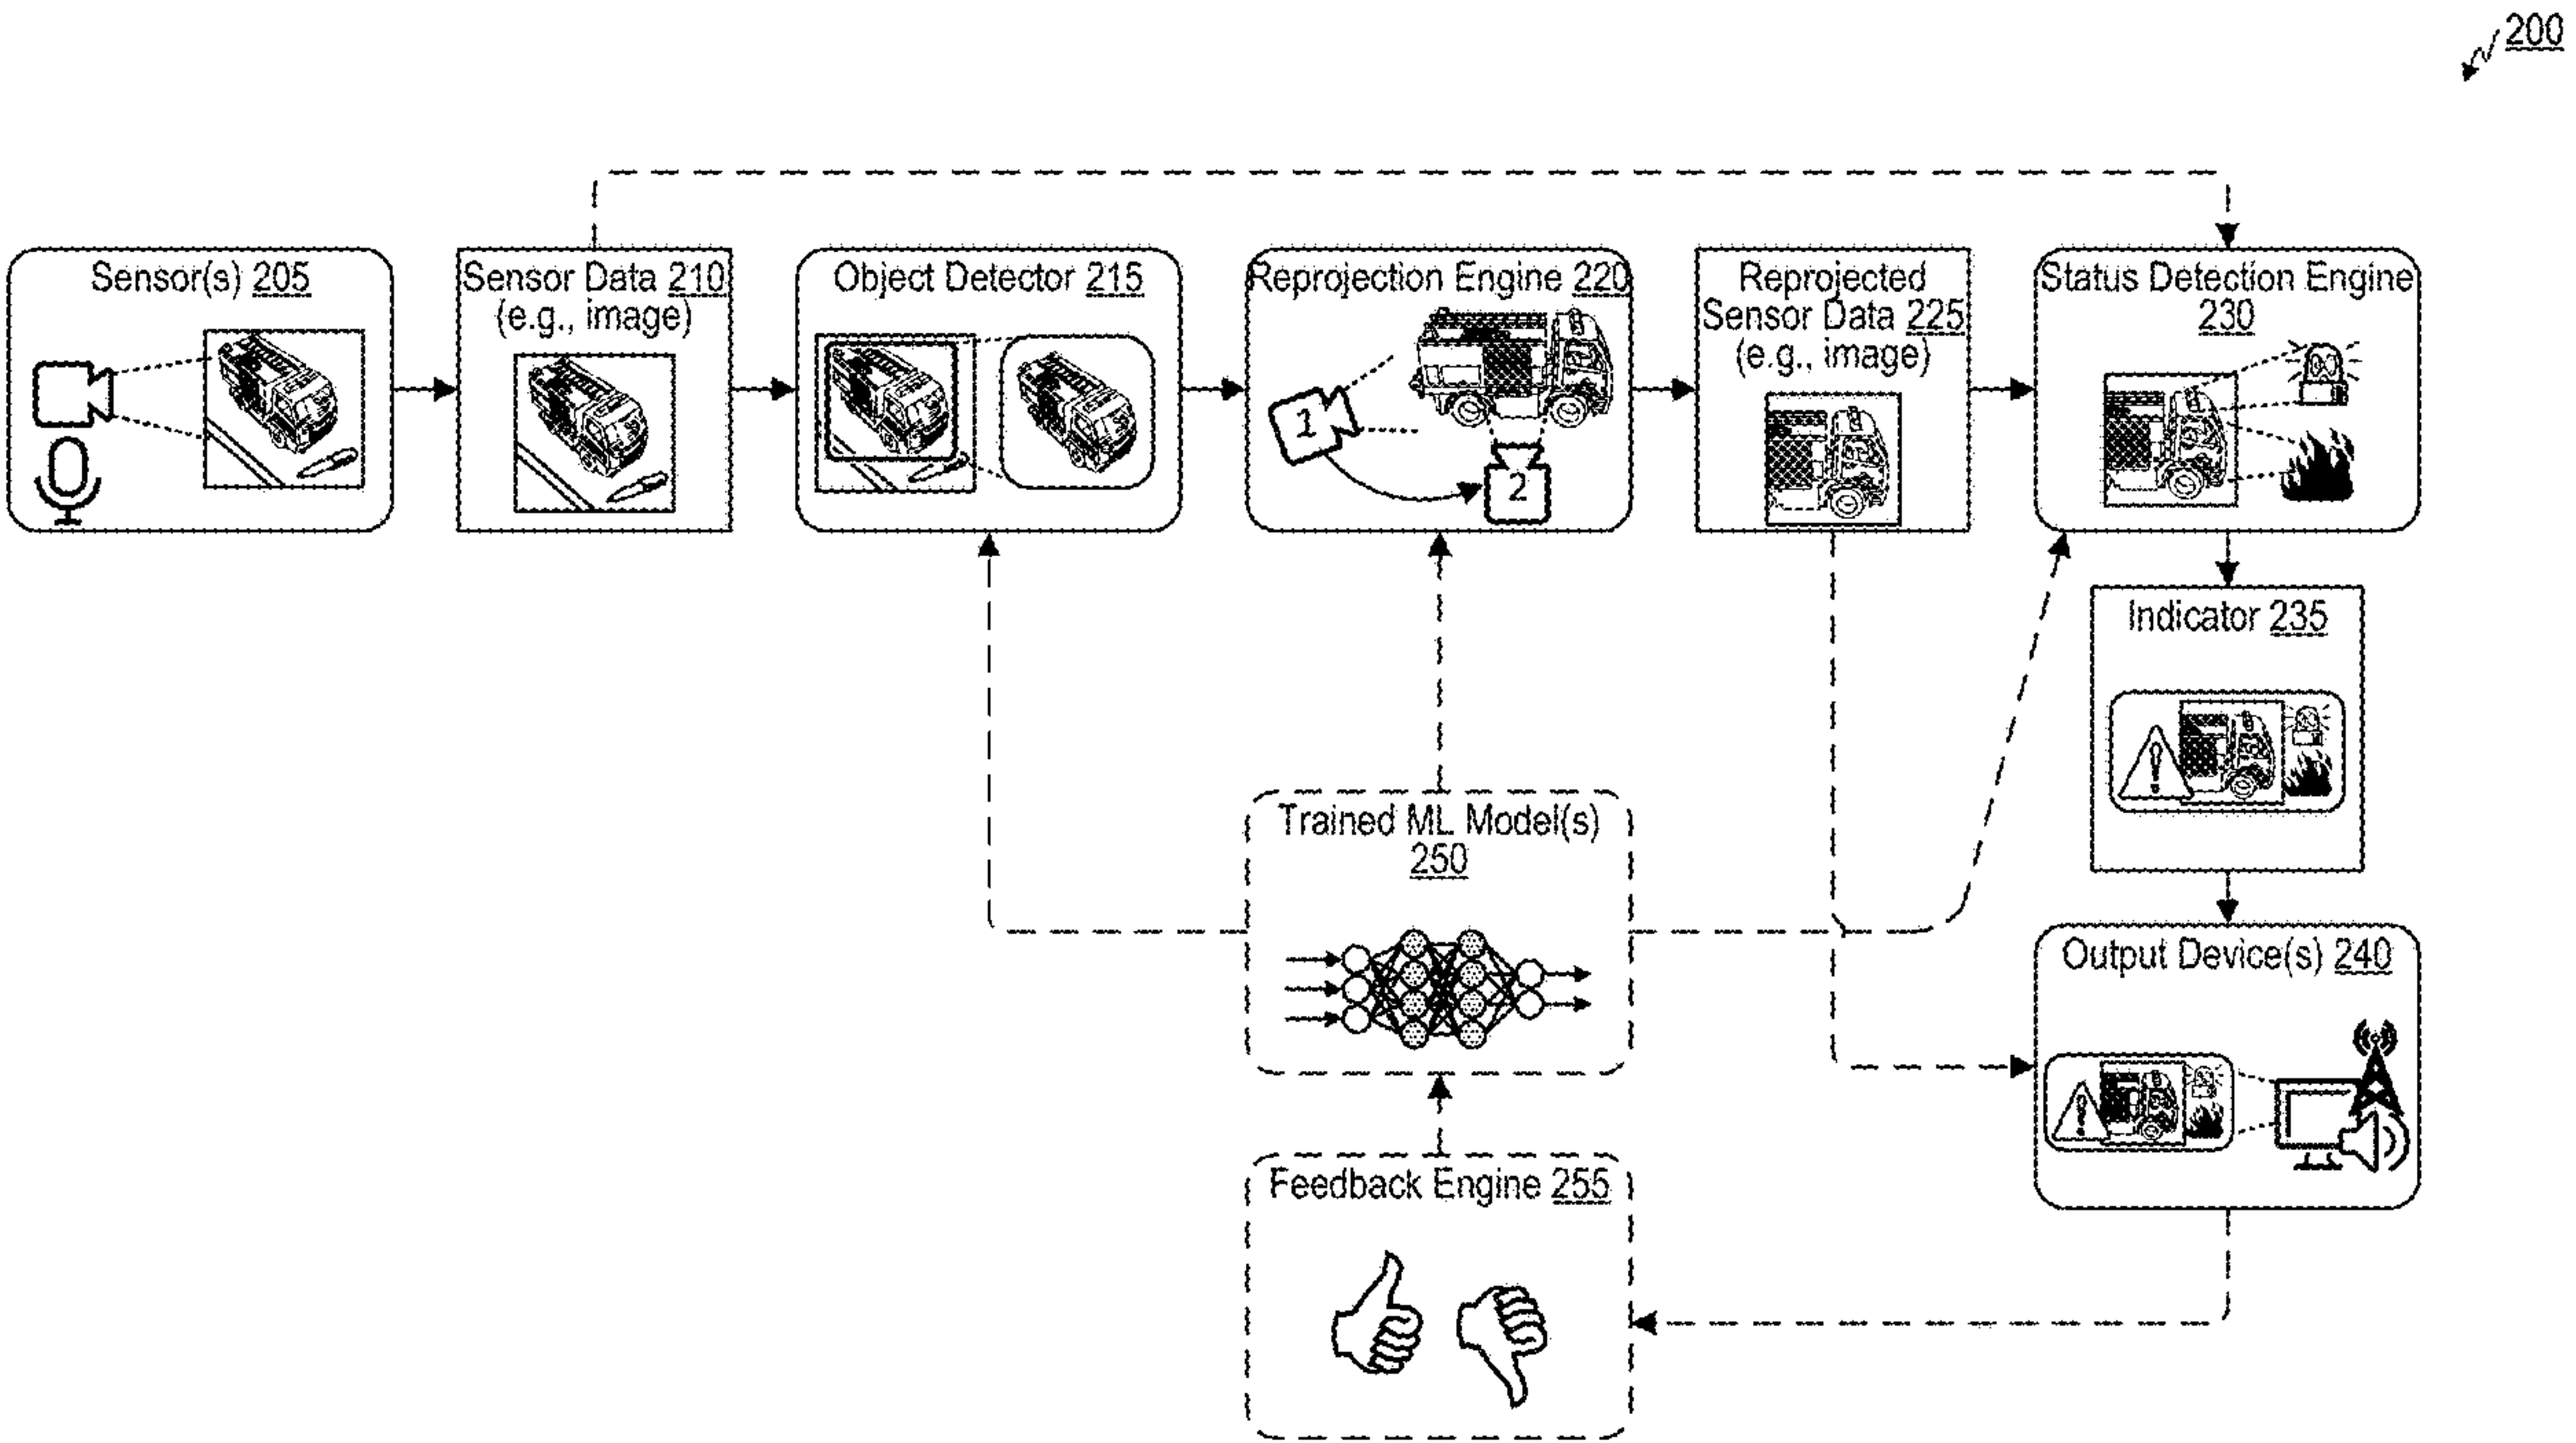 200
Sensor(s) 205
Sensor Data 210
(e.g., image)
Object Detector 215
Reprojection Engine 220
1
2
Reprojected
Sensor Data 225
(e.g., image)
Status Detection Engine
230
Indicator 235
!
Trained ML Model(s)
250
Output Device(s) 240
!
Feedback Engine 255